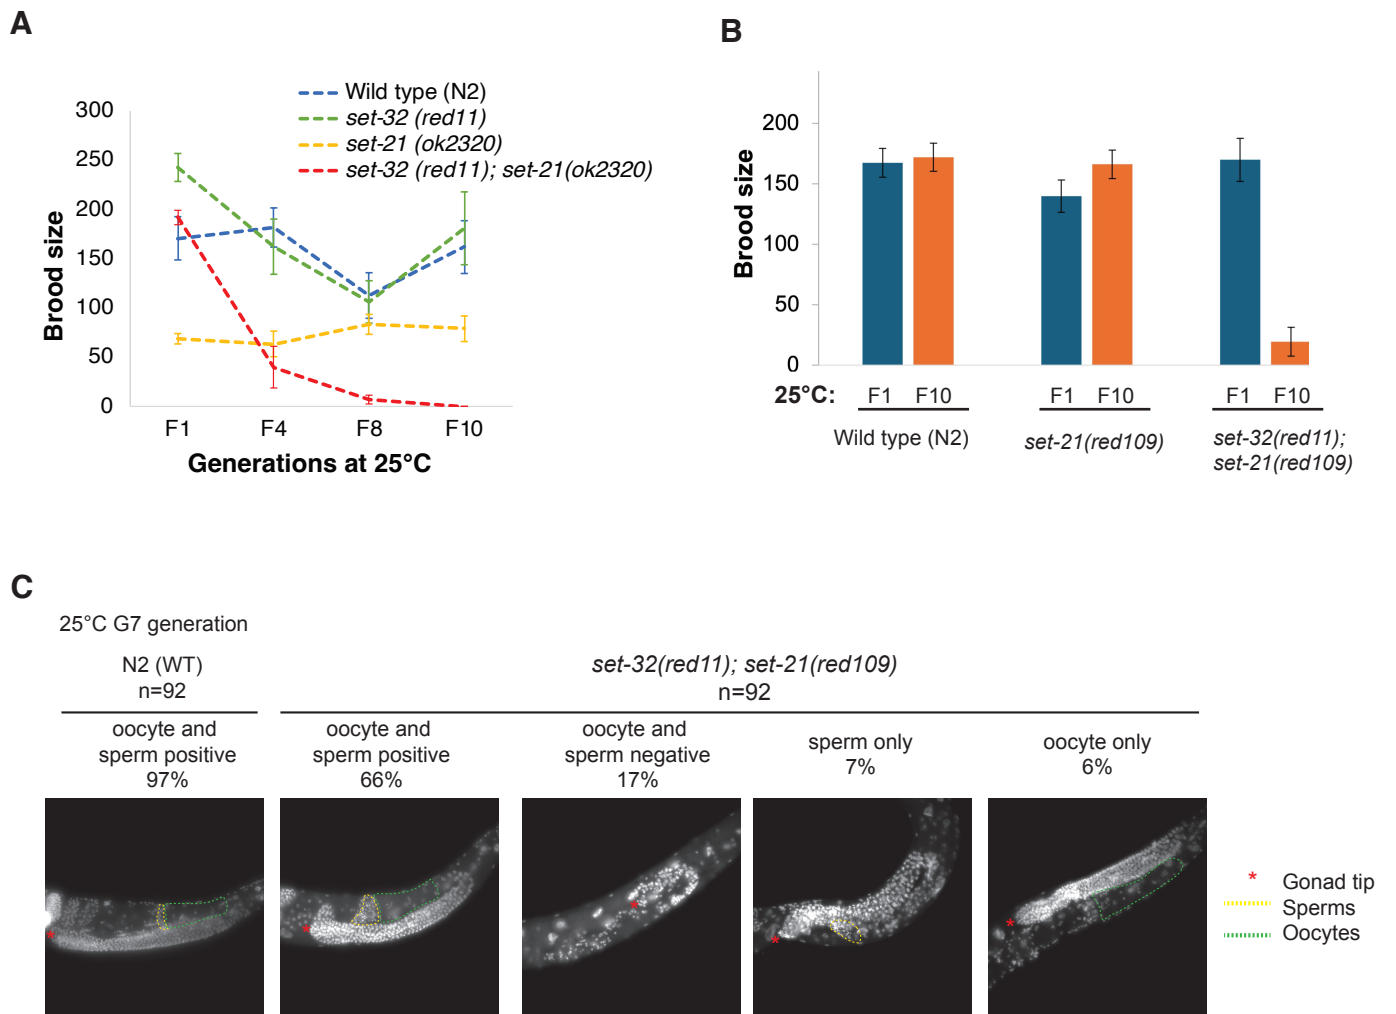 A
Wild type (N2)
set-32 (red11)
set-21 (ok2320)
set-32 (red11); set-21(ok2320)
300
250
200
150
100
50
0
Brood size
F1 F4 F8 F10
Generations at 25°C
B
200
150
100
50
0
Brood size
25°C: F1 F10 F1 F10 F1 F10
Wild type (N2) set-21(red109) set-32(red11);
set-21(red109)
C
25°C G7 generation
N2 (WT)
n=92
set-32(red11); set-21(red109)
n=92
oocyte and
sperm positive
97%
oocyte and
sperm positive
66%
oocyte and
sperm negative
17%
sperm only
7%
oocyte only
6%
* Gonad tip
Sperms
Oocytes